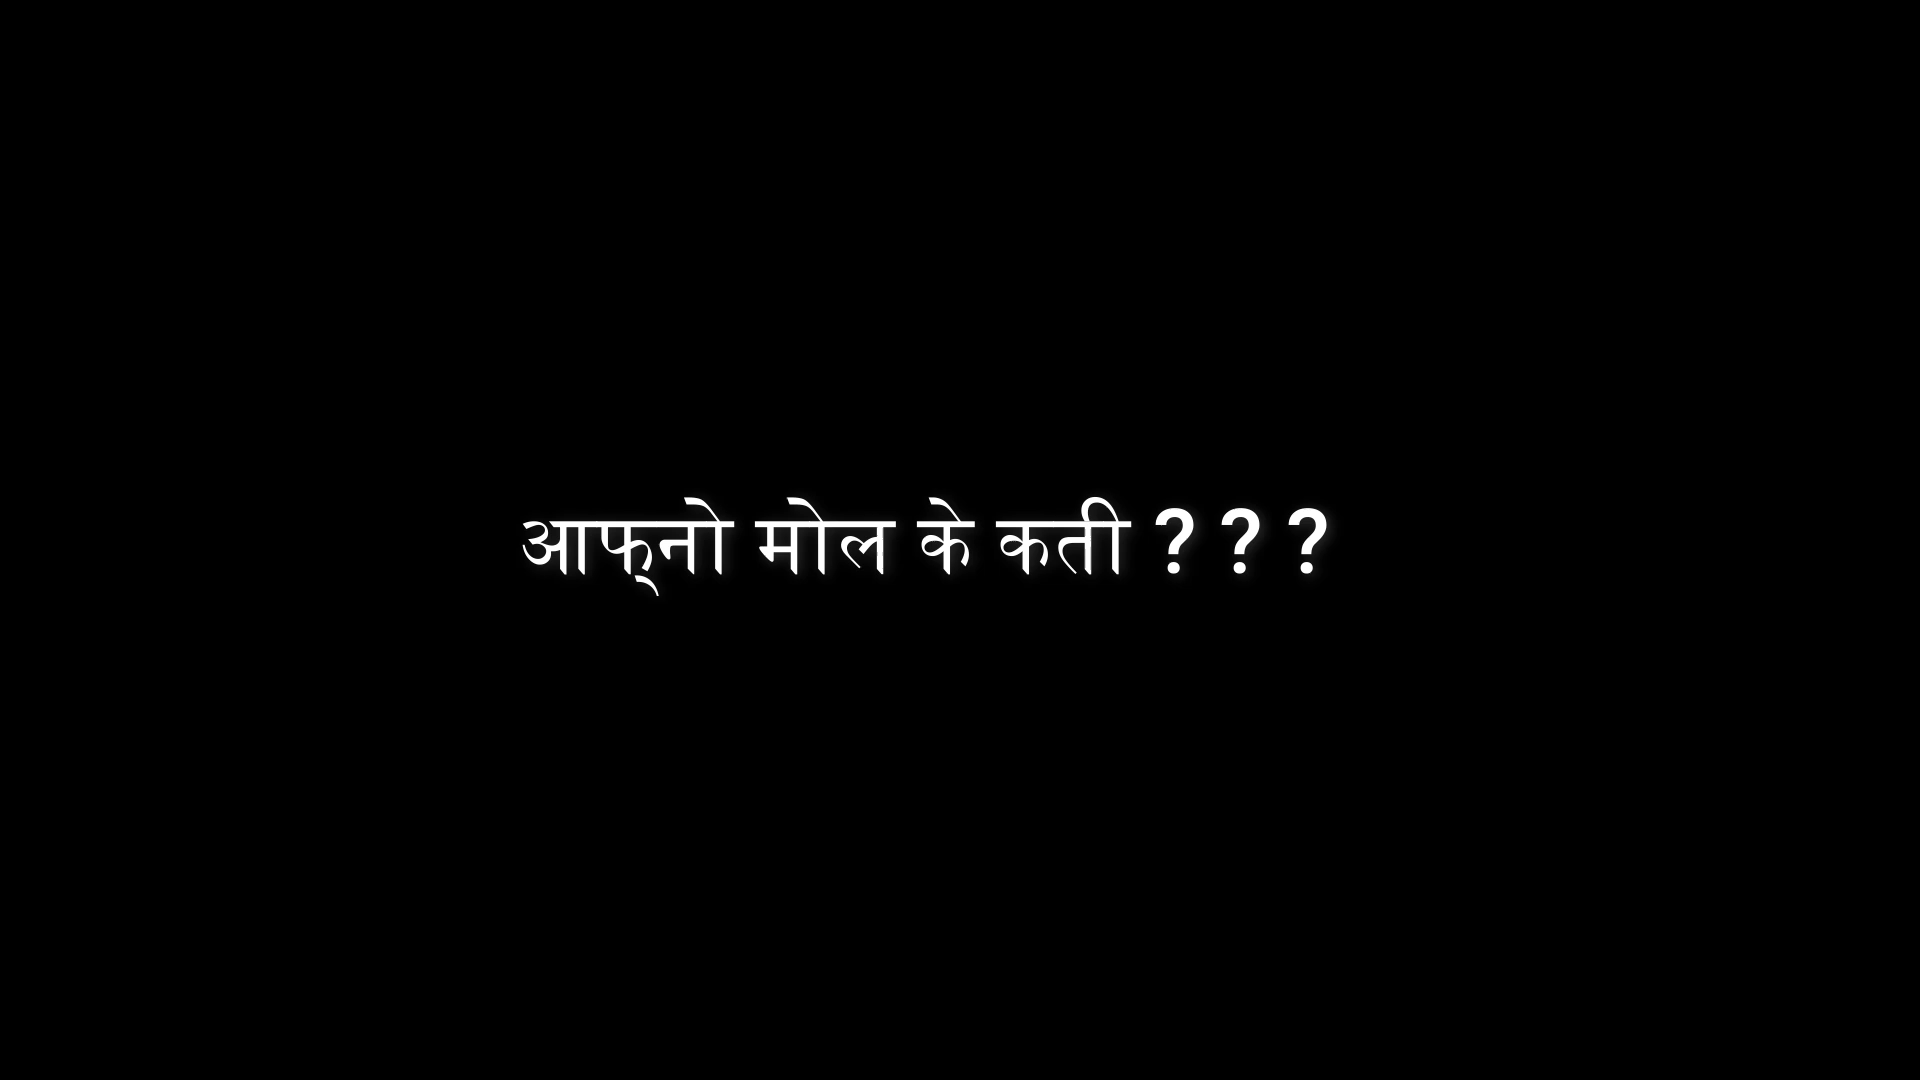 आफ्‌नो मोल के कती ? ? ?